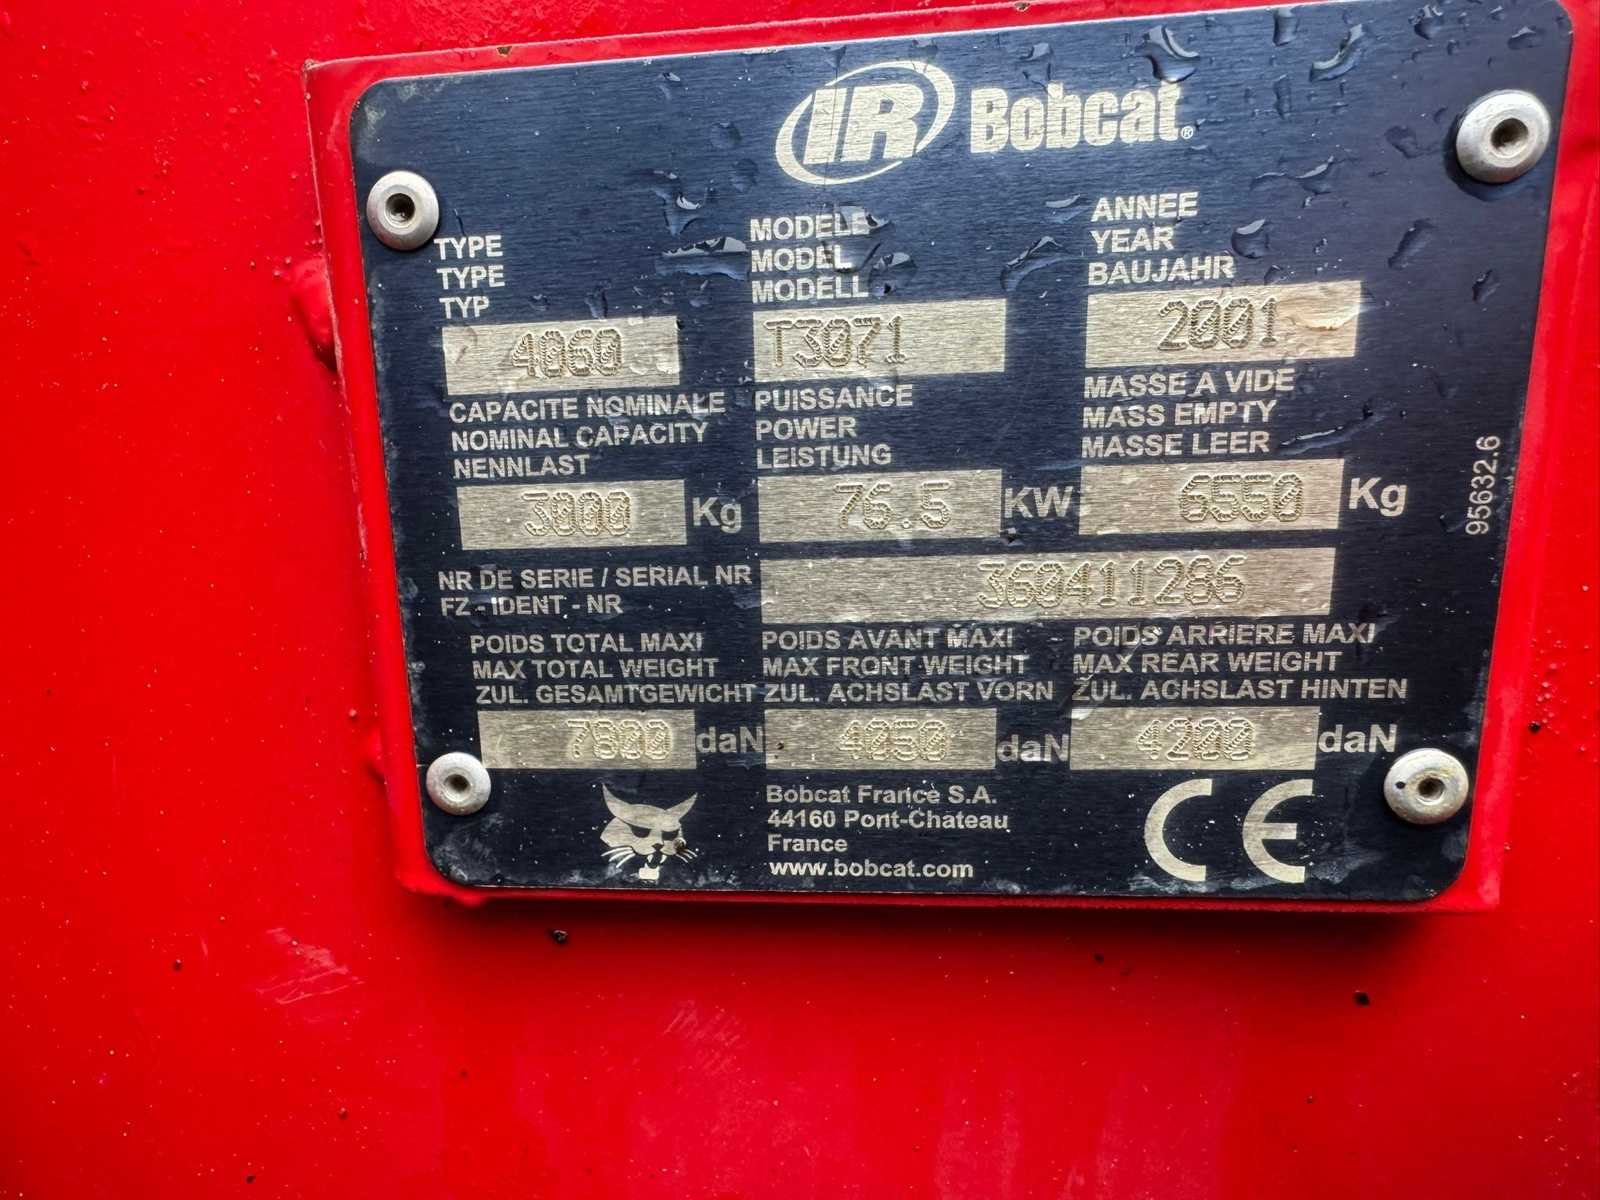 IR Bobcat®
TYPE
TYPE
TYP
4060
MODELE
MODEL
MODELL
T3071
ANNEE
YEAR
BAUJAHR
2001
CAPACITE NOMINALE
NOMINAL CAPACITY
NENNLAST
3000 Kg
PUISSANCE
POWER
LEISTUNG
76.5 KW
MASSE A VIDE
MASS EMPTY
MASSE LEER
6550 Kg
NR DE SERIE / SERIAL NR
FZ - IDENT - NR
360411286
POIDS TOTAL MAXI
MAX TOTAL WEIGHT
ZUL. GESAMTGEWICHT
7800 daN
POIDS AVANT MAXI
MAX FRONT WEIGHT
ZUL. ACHSLAST VORN
4050 daN
POIDS ARRIERE MAXI
MAX REAR WEIGHT
ZUL. ACHSLAST HINTEN
4200 daN
Bobcat France S.A.
44160 Pont-Chateau
France
www.bobcat.com
CE
95632.6